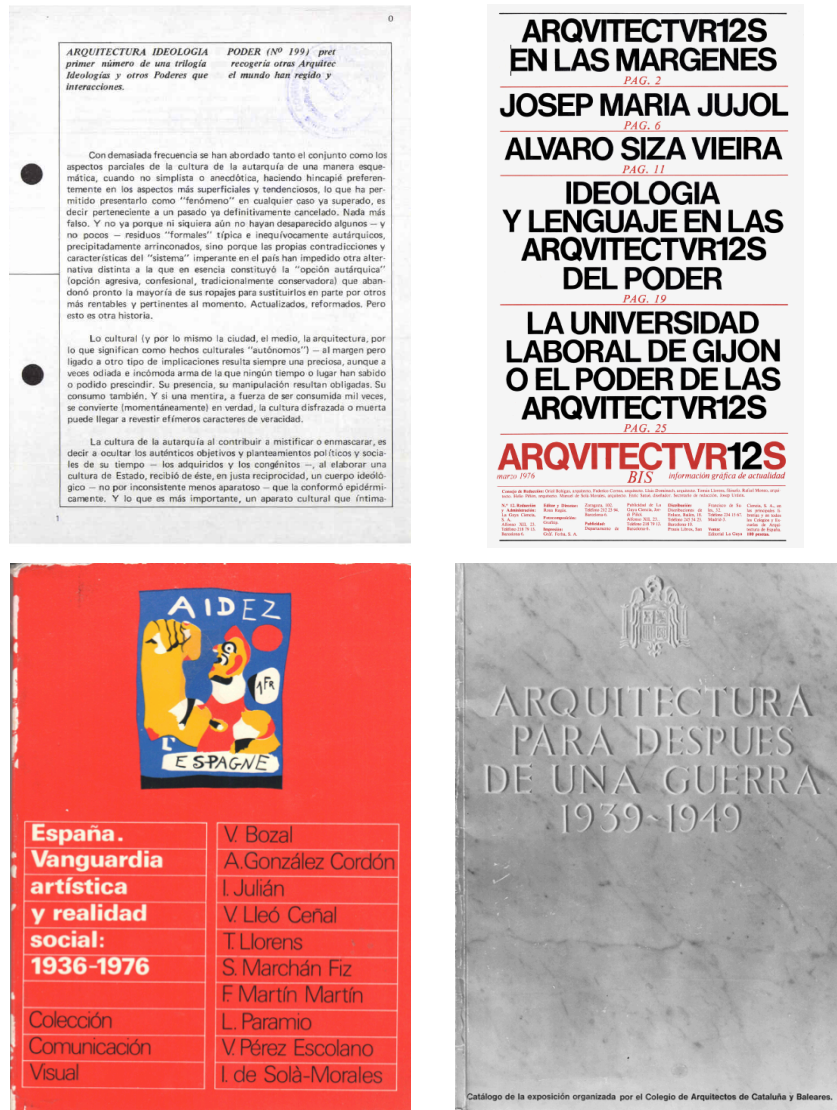 0
ARQUITECTURA IDEOLOGIA PODER (Nº 199) pret
primer número de una trilogía recogería otras Arquitec
Ideologías y otros Poderes que el mundo han regido y
interacciones.
Con demasiada frecuencia se han abordado tanto el conjunto como los
aspectos parciales de la cultura de la autarquía de una manera esque-
mática, cuando no simplista o anecdótica, haciendo hincapié preferen-
temente en los aspectos más superficiales y tendenciosos, lo que ha per-
mitido presentarlo como "fenómeno" en cualquier caso ya superado, es
decir perteneciente a un pasado ya definitivamente cancelado. Nada más
falso. Y no ya porque ni siquiera aún no hayan desaparecido algunos — y
no pocos — residuos "formales" típica e inequívocamente autárquicos,
precipitadamente arrinconados, sino porque las propias contradicciones y
características del "sistema" imperante en el país han impedido otra alter-
nativa distinta a la que en esencia constituyó la "opción autárquica"
(opción agresiva, confesional, tradicionalmente conservadora) que aban-
donó pronto la mayoría de sus ropajes para sustituirlos en parte por otros
más rentables y pertinentes al momento. Actualizados, reformados. Pero
esto es otra historia.
Lo cultural (y por lo mismo la ciudad, el medio, la arquitectura, por
lo que significan como hechos culturales "autónomos") — al margen pero
ligado a otro tipo de implicaciones resulta siempre una preciosa, aunque a
veces odiada e incómoda arma de la que ningún tiempo o lugar han sabido
o podido prescindir. Su presencia, su manipulación resultan obligadas. Su
consumo también. Y si una mentira, a fuerza de ser consumida mil veces,
se convierte (momentáneamente) en verdad, la cultura disfrazada o muerta
puede llegar a revestir efímeros caracteres de veracidad.
La cultura de la autarquía al contribuir a mistificar o enmascarar, es
decir a ocultar los auténticos objetivos y planteamientos políticos y socia-
les de su tiempo — los adquiridos y los congénitos —, al elaborar una
cultura de Estado, recibió de éste, en justa reciprocidad, un cuerpo ideoló-
gico — no por inconsistente menos aparatoso — que la conformó epidérmi-
camente. Y lo que es más importante, un aparato cultural que íntima-
1
ARQVITECTVR12S
EN LAS MARGENES
PAG. 2
JOSEP MARIA JUJOL
PAG. 6
ALVARO SIZA VIEIRA
PAG. 11
IDEOLOGIA
Y LENGUAJE EN LAS
ARQVITECTVR12S
DEL PODER
PAG. 19
LA UNIVERSIDAD
LABORAL DE GIJON
O EL PODER DE LAS
ARQVITECTVR12S
PAG. 25
ARQVITECTVR12S
marzo 1976 BIS información gráfica de actualidad
AIDEZ
1FR
L'ESPAGNE
España.
Vanguardia
artística
y realidad
social:
1936-1976
Colección
Comunicación
Visual
V. Bozal
A. González Cordón
I. Julián
V. Lleó Ceñal
T. Llorens
S. Marchán Fiz
F. Martín Martín
L. Paramio
V. Pérez Escolano
I. de Solà-Morales
ARQUITECTURA
PARA DESPUES
DE UNA GUERRA
1939~1949
Catálogo de la exposición organizada por el Colegio de Arquitectos de Cataluña y Baleares.